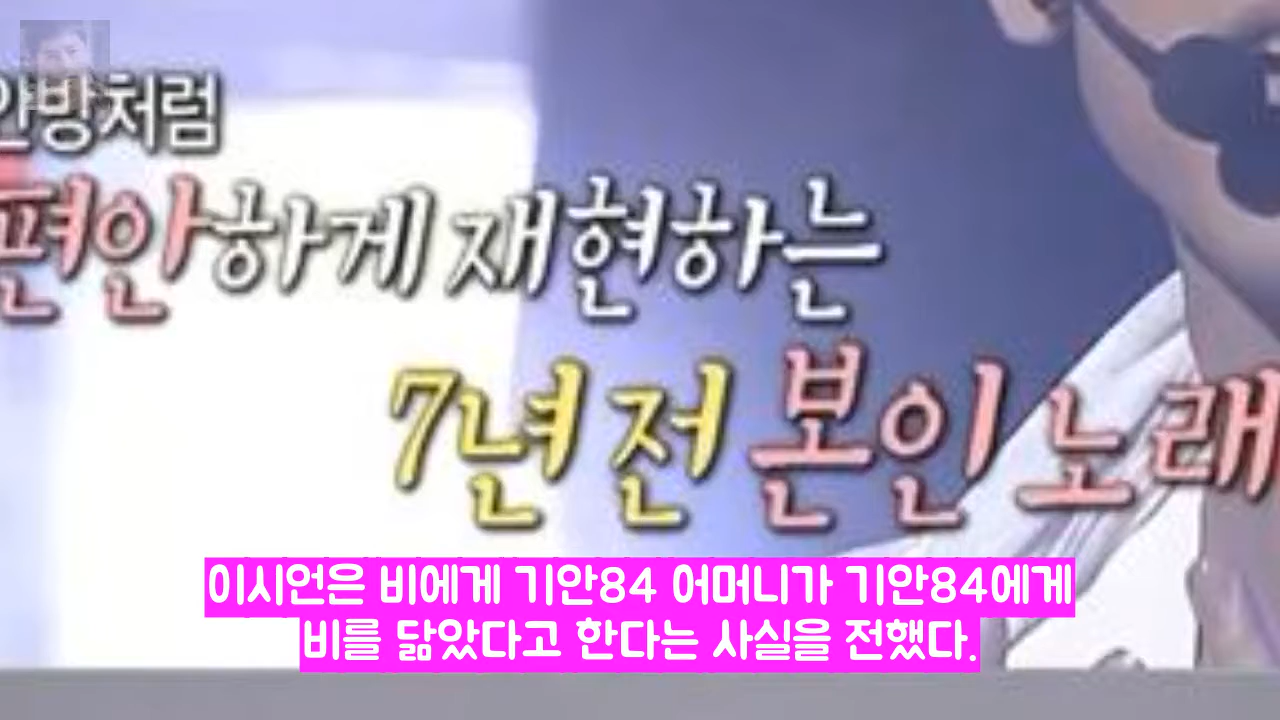 안방처럼
편안하게 재현하는
7년 전 본인 노래
이시언은 비에게 기안84 어머니가 기안84에게
비를 닮았다고 한다는 사실을 전했다.